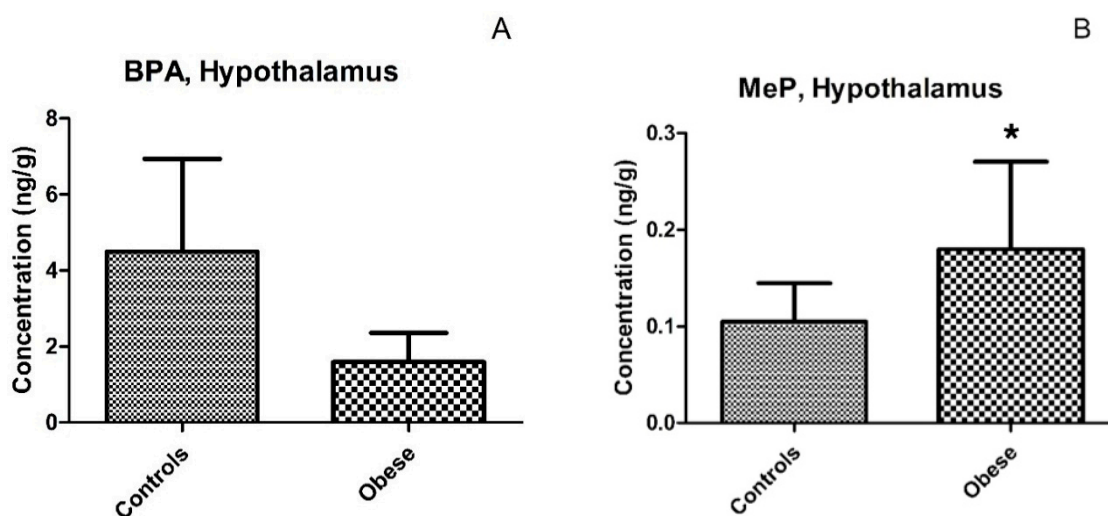 A
BPA, Hypothalamus
Concentration (ng/g)
8
6
4
2
0
Controls
Obese
B
MeP, Hypothalamus
Concentration (ng/g)
0.3
0.2
0.1
0.0
*
Controls
Obese